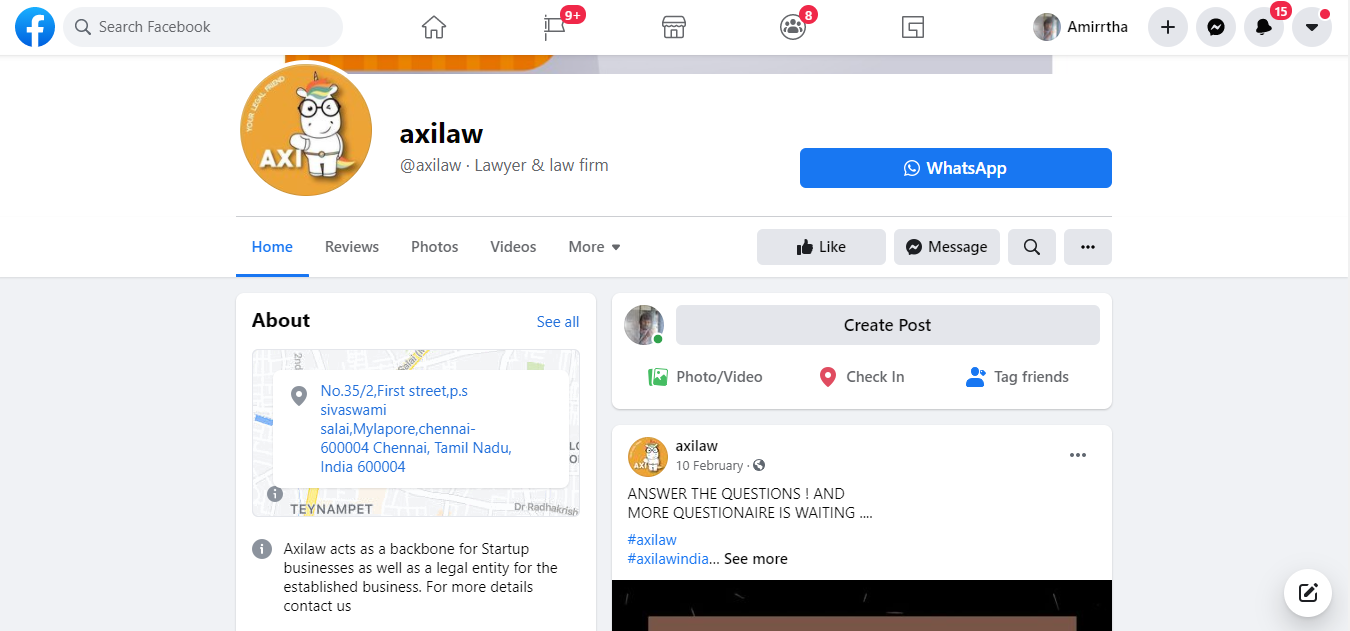 Search Facebook
9+
8
Amirrtha
15
YOUR LEGAL FRIEND
AXI
axilaw
@axilaw · Lawyer & law firm
WhatsApp
Home
Reviews
Photos
Videos
More
Like
Message
About
See all
2nd
Salai
No.35/2,First street,p.s
sivaswami
salai,Mylapore,chennai-
600004 Chennai, Tamil Nadu,
India 600004
TEYNAMPET
Dr Radhakrish
Axilaw acts as a backbone for Startup
businesses as well as a legal entity for the
established business. For more details
contact us
Create Post
Photo/Video
Check In
Tag friends
AXI
axilaw
10 February ·
ANSWER THE QUESTIONS ! AND
MORE QUESTIONAIRE IS WAITING ....
#axilaw
#axilawindia... See more